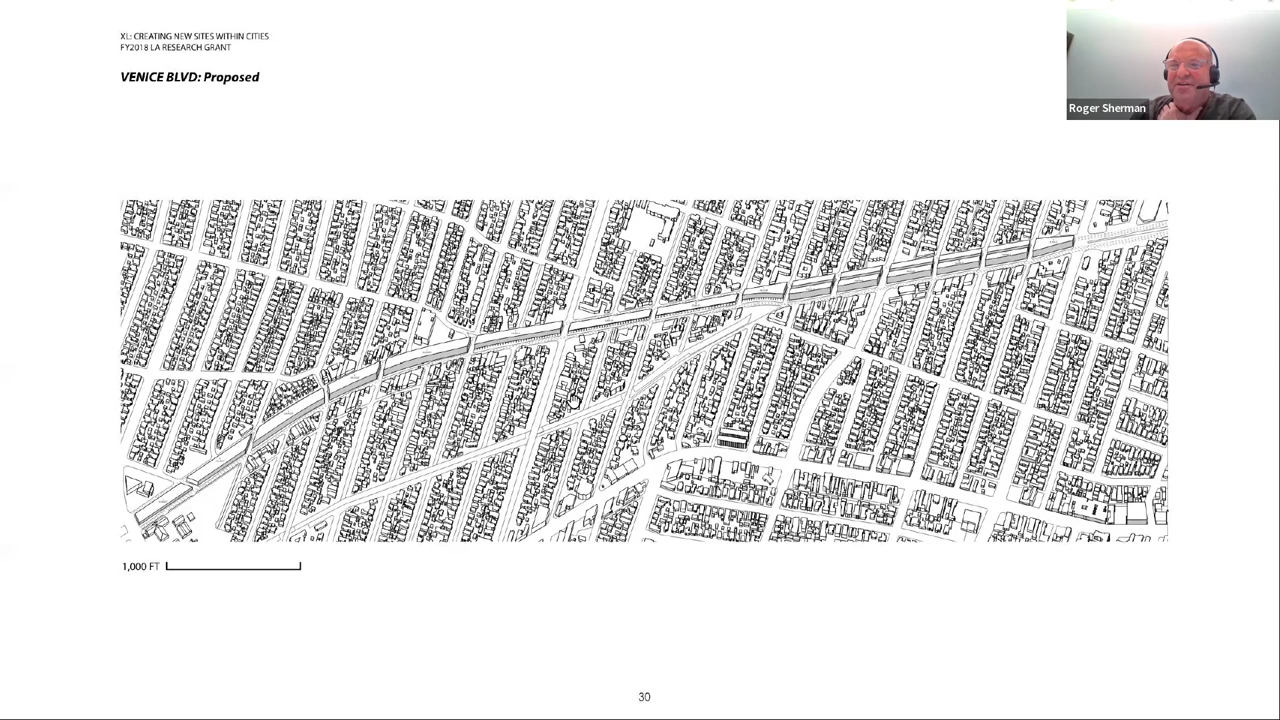 XL: CREATING NEW SITES WITHIN CITIES
FY2018 LA RESEARCH GRANT
VENICE BLVD: Proposed
Roger Sherman
1,000 FT
30